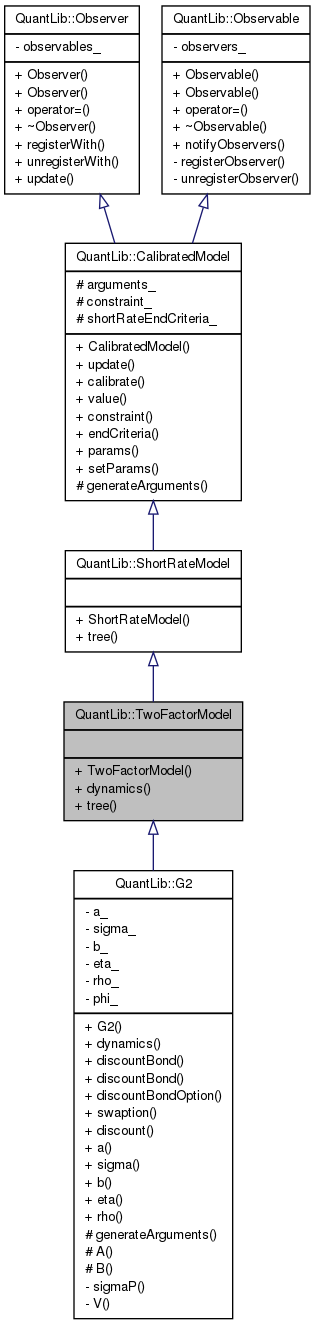 QuantLib::Observer
- observables_
+ Observer()
+ Observer()
+ operator=()
+ ~Observer()
+ registerWith()
+ unregisterWith()
+ update()
QuantLib::Observable
- observers_
+ Observable()
+ Observable()
+ operator=()
+ ~Observable()
+ notifyObservers()
- registerObserver()
- unregisterObserver()
QuantLib::CalibratedModel
# arguments_
# constraint_
# shortRateEndCriteria_
+ CalibratedModel()
+ update()
+ calibrate()
+ value()
+ constraint()
+ endCriteria()
+ params()
+ setParams()
# generateArguments()
QuantLib::ShortRateModel
+ ShortRateModel()
+ tree()
QuantLib::TwoFactorModel
+ TwoFactorModel()
+ dynamics()
+ tree()
QuantLib::G2
- a_
- sigma_
- b_
- eta_
- rho_
- phi_
+ G2()
+ dynamics()
+ discountBond()
+ discountBond()
+ discountBondOption()
+ swaption()
+ discount()
+ a()
+ sigma()
+ b()
+ eta()
+ rho()
# generateArguments()
# A()
# B()
- sigmaP()
- V()